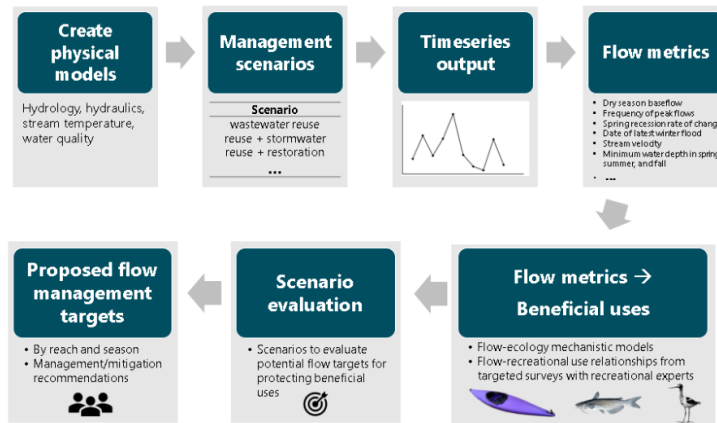 Create
physical
models
Hydrology, hydraulics,
stream temperature,
water quality
Management
scenarios
Scenario
wastewater reuse
reuse + stormwater
reuse + restoration
...
Timeseries
output
Flow metrics
• Dry season baseflow
• Frequency of peak flows
• Spring recession rate of chang
• Date of latest winter flood
• Stream velocity
• Minimum water depth in spring
summer, and fall
• ...
Flow metrics →
Beneficial uses
• Flow-ecology mechanistic models
• Flow-recreational use relationships from
targeted surveys with recreational experts
Scenario
evaluation
• Scenarios to evaluate
potential flow targets for
protecting beneficial
uses
Proposed flow
management
targets
• By reach and season
• Management/mitigation
recommendations